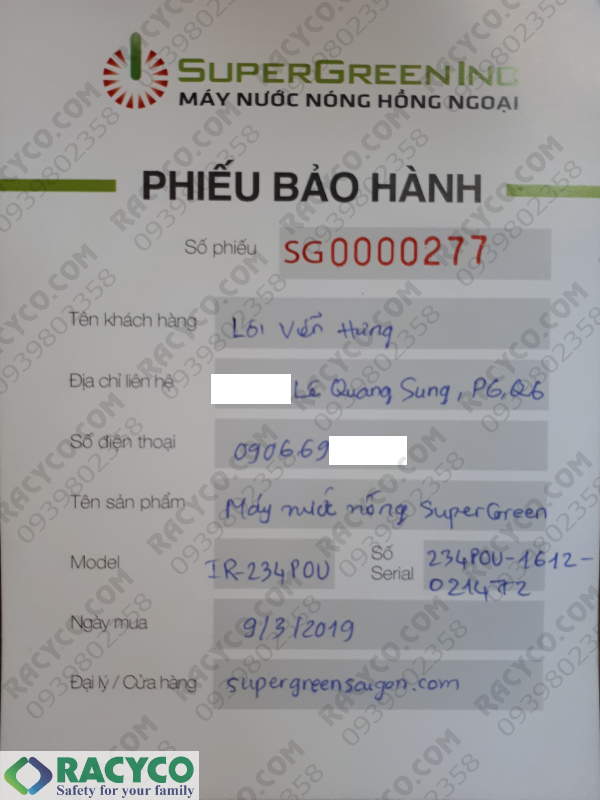 SUPERGREEN INC
MÁY NƯỚC NÓNG HỒNG NGOẠI
PHIẾU BẢO HÀNH
Số phiếu SG0000277
Tên khách hàng Lôi Viễn Hưng
Địa chỉ liên hệ Lê Quang Sung, P6, Q6
Số điện thoại 0906.69
Tên sản phẩm Máy nước nóng SuperGreen
Model IR-234POU Số Serial 234POU-1612-021472
Ngày mua 9/3/2019
Đại lý / Cửa hàng supergreensaigon.com
RACYCO
Safety for your family
RACYCO.COM
0939802358